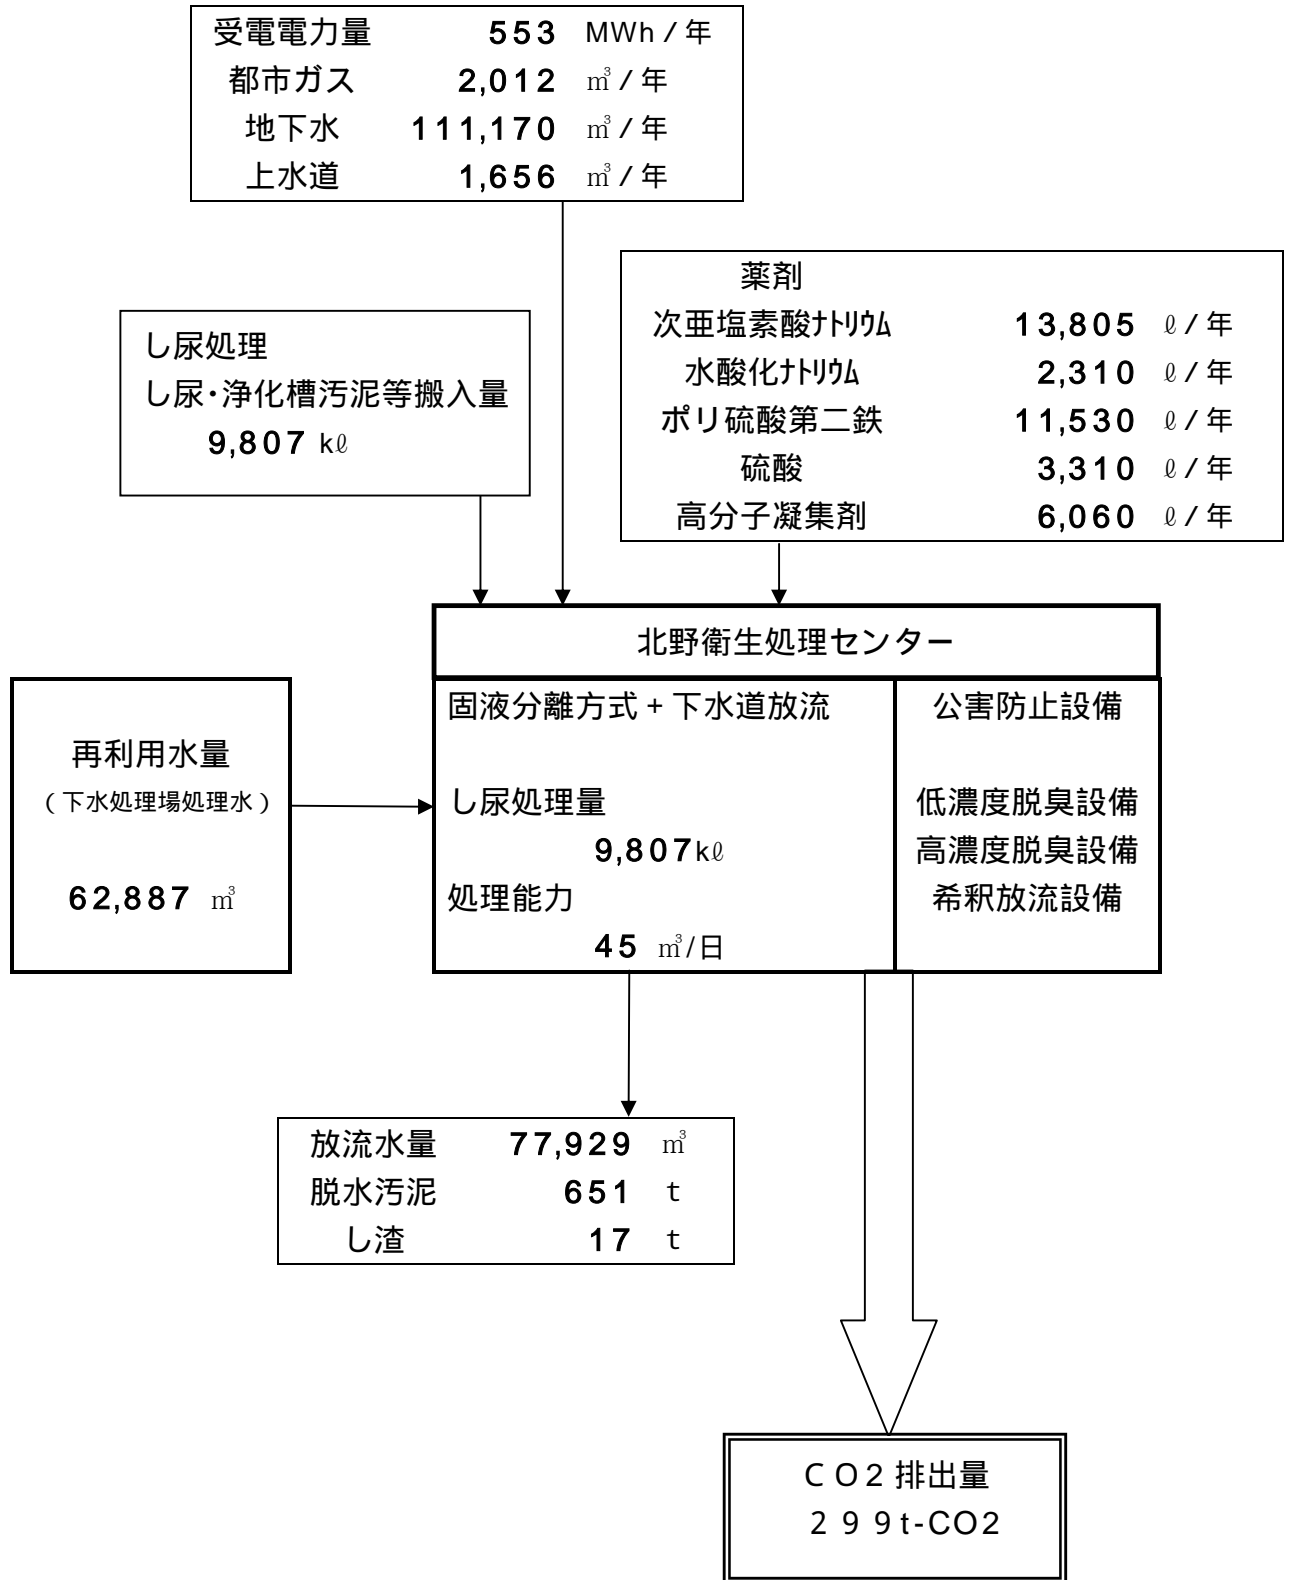 受電電力量 553 MWh / 年
都市ガス 2,012 ㎥ / 年
地下水 111,170 ㎥ / 年
上水道 1,656 ㎥ / 年
薬剤
次亜塩素酸ﾅﾄﾘｳﾑ 13,805 ℓ / 年
水酸化ﾅﾄﾘｳﾑ 2,310 ℓ / 年
ポリ硫酸第二鉄 11,530 ℓ / 年
硫酸 3,310 ℓ / 年
高分子凝集剤 6,060 ℓ / 年
し尿処理
し尿･浄化槽汚泥等搬入量
9,807 kℓ
北野衛生処理センター
再利用水量
（下水処理場処理水）
62,887 ㎥
固液分離方式 + 下水道放流
し尿処理量
9,807kℓ
処理能力
45 ㎥/日
公害防止設備
低濃度脱臭設備
高濃度脱臭設備
希釈放流設備
放流水量 77,929 ㎥
脱水汚泥 651 t
し渣 17 t
ＣＯ２排出量
２９９t-CO2